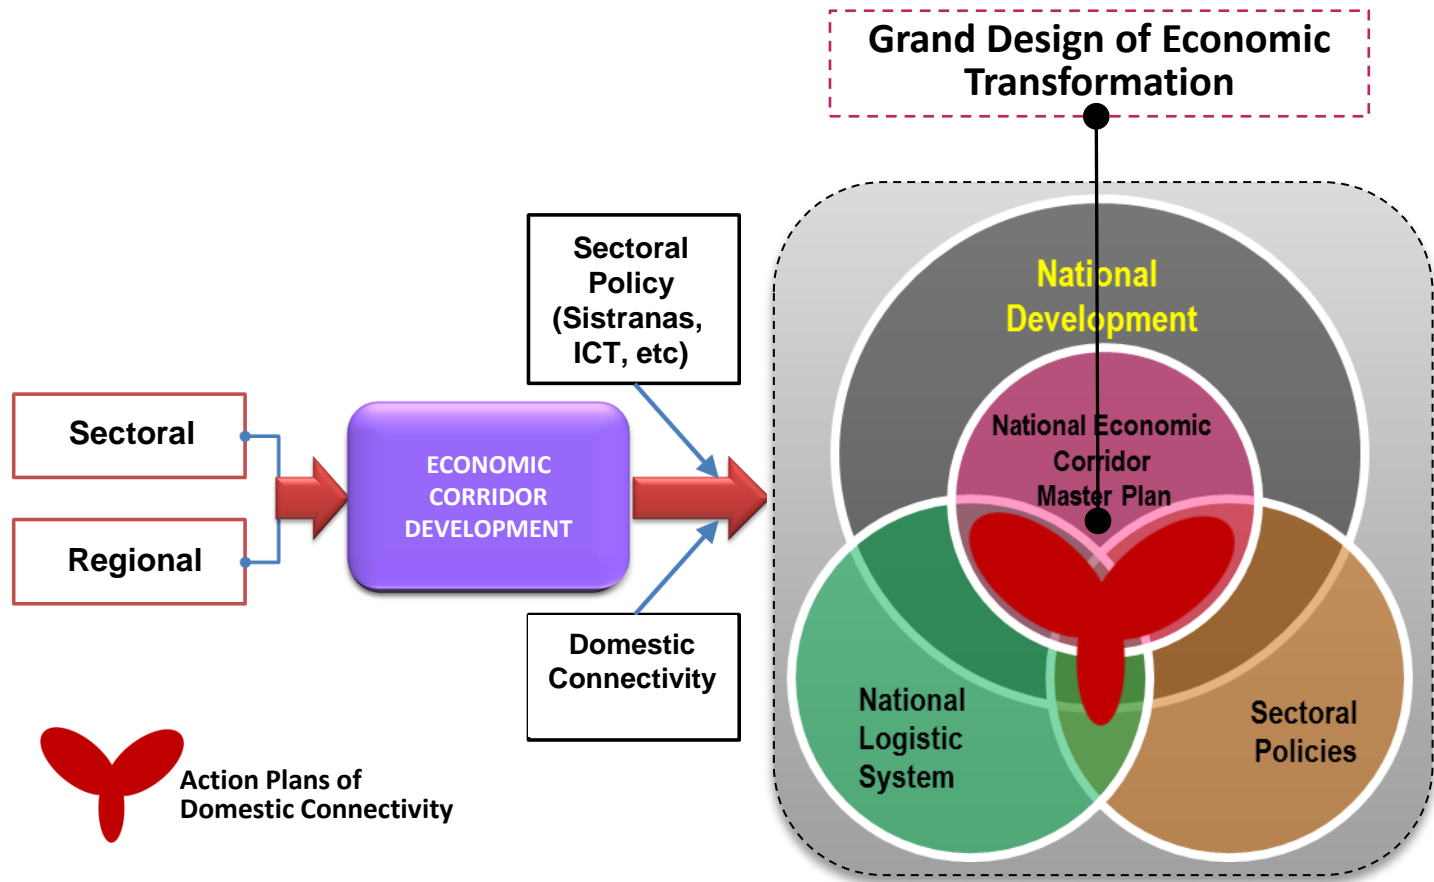 Grand Design of Economic
Transformation
Sectoral
Policy
(Sistranas,
ICT, etc)
National
Development
Sectoral
Regional
ECONOMIC
CORRIDOR
DEVELOPMENT
National Economic
Corridor
Master Plan
Domestic
Connectivity
National
Logistic
System
Sectoral
Policies
Action Plans of
Domestic Connectivity